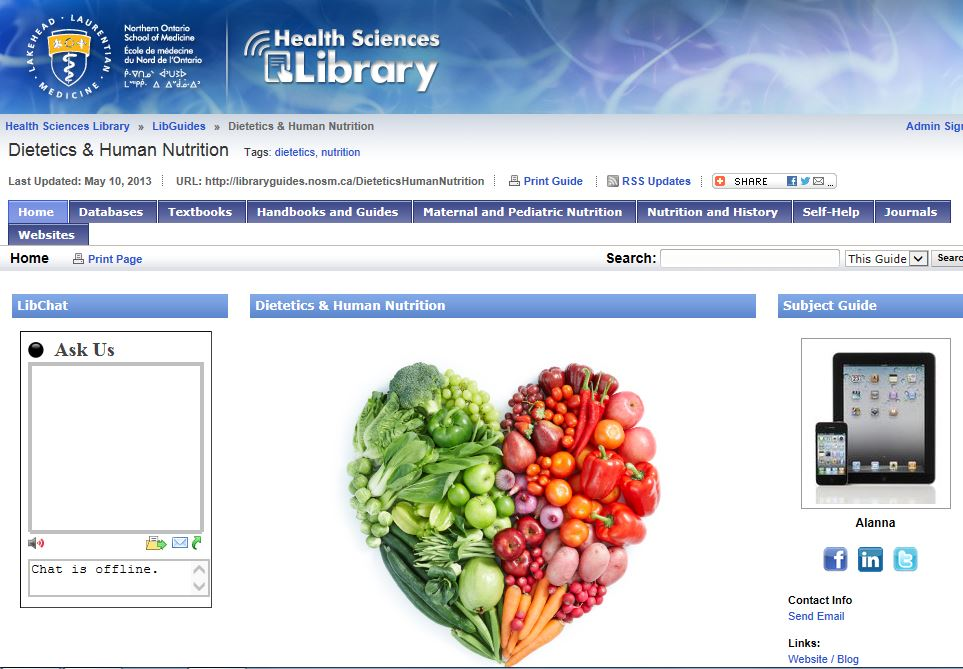 LAKEHEAD · LAURENTIAN
MEDICINE
Northern Ontario
School of Medicine
École de médecine
du Nord de l'Ontario
Health Sciences
Library
Health Sciences Library » LibGuides » Dietetics & Human Nutrition Admin Sig
Dietetics & Human Nutrition Tags: dietetics, nutrition
Last Updated: May 10, 2013 URL: http://libraryguides.nosm.ca/DieteticsHumanNutrition Print Guide RSS Updates SHARE ...
Home Databases Textbooks Handbooks and Guides Maternal and Pediatric Nutrition Nutrition and History Self-Help Journals
Websites
Home Print Page Search: This Guide Searc
LibChat Dietetics & Human Nutrition Subject Guide
Ask Us
Chat is offline.
Alanna
Contact Info
Send Email
Links:
Website / Blog